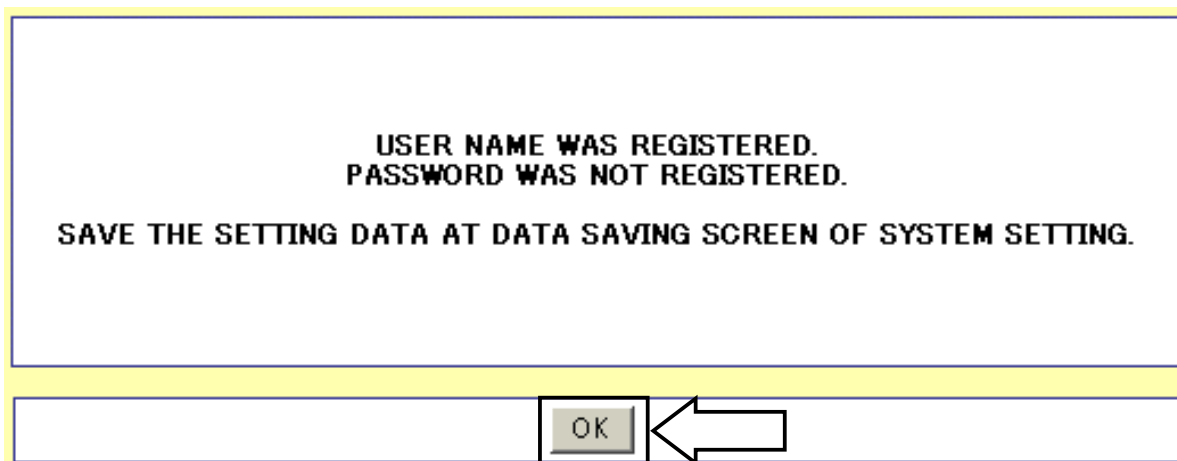 USER NAME WAS REGISTERED.
PASSWORD WAS NOT REGISTERED.
SAVE THE SETTING DATA AT DATA SAVING SCREEN OF SYSTEM SETTING.
OK